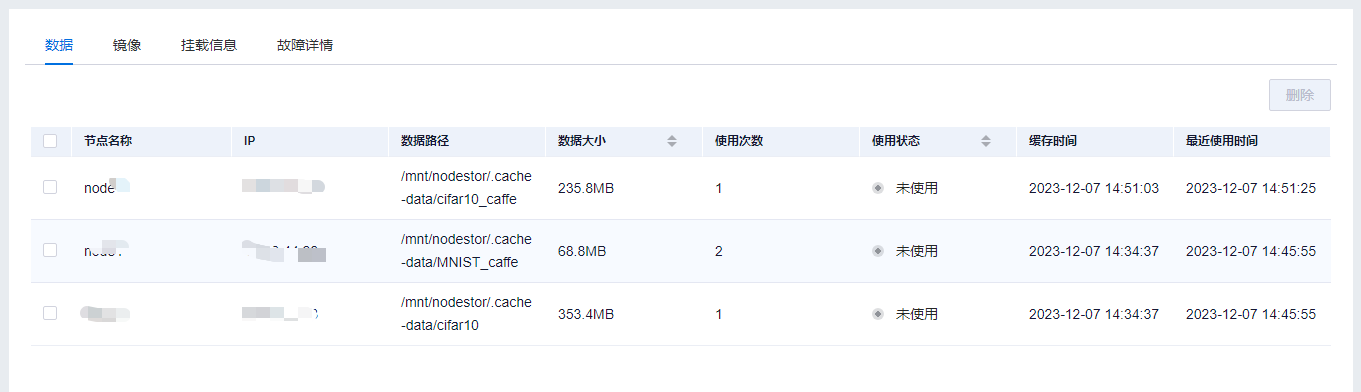 数据 镜像 挂载信息 故障详情
删除
节点名称 IP 数据路径 数据大小 使用次数 使用状态 缓存时间 最近使用时间
node /mnt/nodestor/.cache
-data/cifar10_caffe 235.8MB 1 未使用 2023-12-07 14:51:03 2023-12-07 14:51:25
/mnt/nodestor/.cache
-data/MNIST_caffe 68.8MB 2 未使用 2023-12-07 14:34:37 2023-12-07 14:45:55
/mnt/nodestor/.cache
-data/cifar10 353.4MB 1 未使用 2023-12-07 14:34:37 2023-12-07 14:45:55